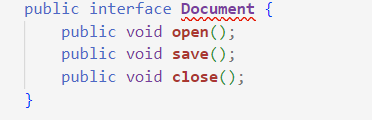 public interface Document {
    public void open();
    public void save();
    public void close();
}